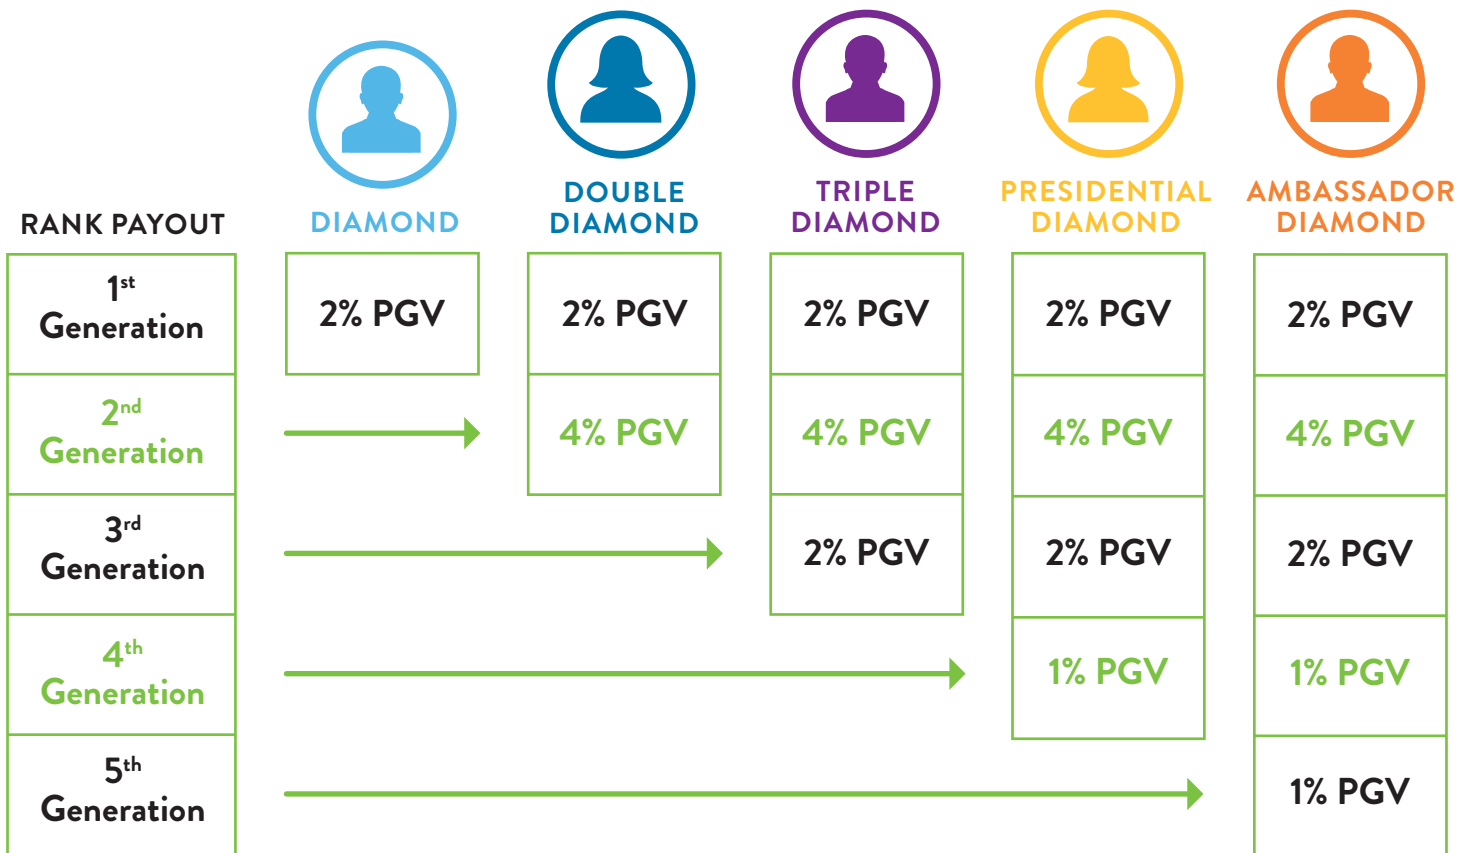 RANK PAYOUT
DIAMOND
DOUBLE
DIAMOND
TRIPLE
DIAMOND
PRESIDENTIAL
DIAMOND
AMBASSADOR
DIAMOND
1st
Generation
2% PGV
2% PGV
2% PGV
2% PGV
2% PGV
2nd
Generation
4% PGV
4% PGV
4% PGV
4% PGV
3rd
Generation
2% PGV
2% PGV
2% PGV
4th
Generation
1% PGV
1% PGV
5th
Generation
1% PGV